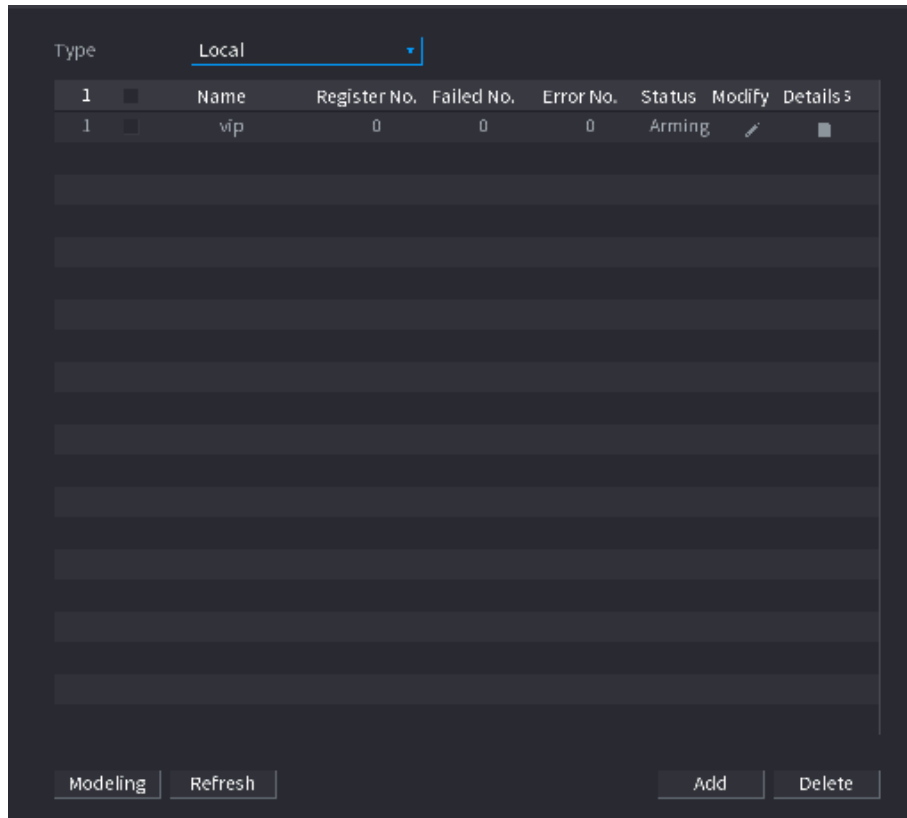 Type Local
1 Name Register No. Failed No. Error No. Status Modify Details s
1 vip 0 0 0 Arming
Modeling Refresh Add Delete